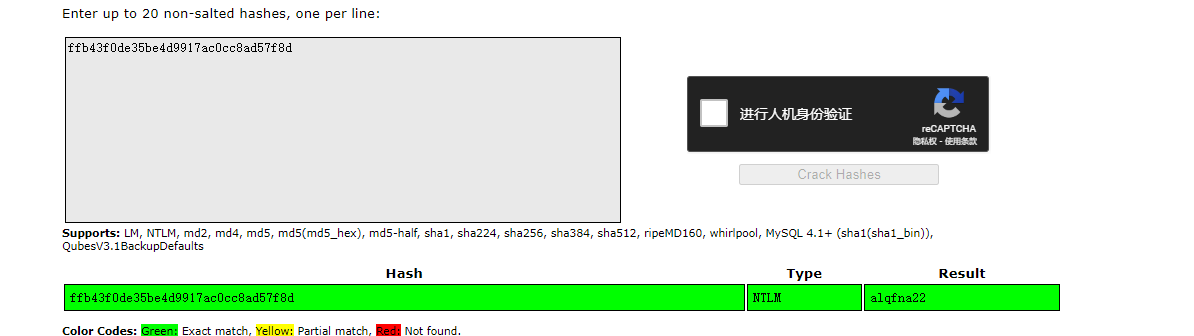 Enter up to 20 non-salted hashes, one per line:
ffb43f0de35be4d9917ac0cc8ad57f8d
进行人机身份验证
reCAPTCHA
隐私权 - 使用条款
Crack Hashes
Supports: LM, NTLM, md2, md4, md5, md5(md5_hex), md5-half, sha1, sha224, sha256, sha384, sha512, ripeMD160, whirlpool, MySQL 4.1+ (sha1(sha1_bin)),
QubesV3.1BackupDefaults
Hash Type Result
ffb43f0de35be4d9917ac0cc8ad57f8d NTLM alqfna22
Color Codes: Green: Exact match, Yellow: Partial match, Red: Not found.